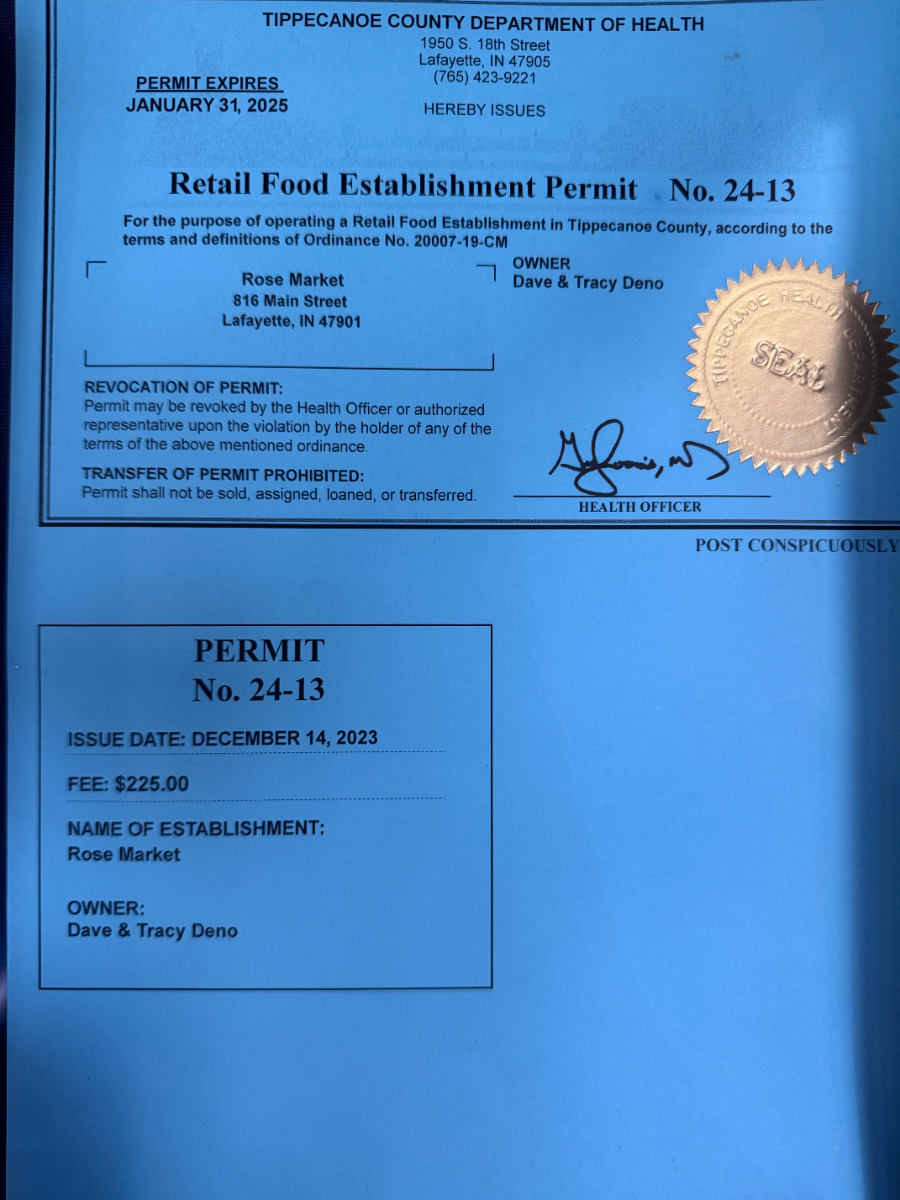 TIPPECANOE COUNTY DEPARTMENT OF HEALTH
1950 S. 18th Street
Lafayette, IN 47905
(765) 423-9221
PERMIT EXPIRES
JANUARY 31, 2025
HEREBY ISSUES
Retail Food Establishment Permit No. 24-13
For the purpose of operating a Retail Food Establishment in Tippecanoe County, according to the
terms and definitions of Ordinance No. 20007-19-CM
Rose Market
816 Main Street
Lafayette, IN 47901
OWNER
Dave & Tracy Deno
TIPPECANOE HEALTH DEPARTMENT
SEAL
REVOCATION OF PERMIT:
Permit may be revoked by the Health Officer or authorized
representative upon the violation by the holder of any of the
terms of the above mentioned ordinance.
TRANSFER OF PERMIT PROHIBITED:
Permit shall not be sold, assigned, loaned, or transferred.
HEALTH OFFICER
POST CONSPICUOUSLY
PERMIT
No. 24-13
ISSUE DATE: DECEMBER 14, 2023
FEE: $225.00
NAME OF ESTABLISHMENT:
Rose Market
OWNER:
Dave & Tracy Deno